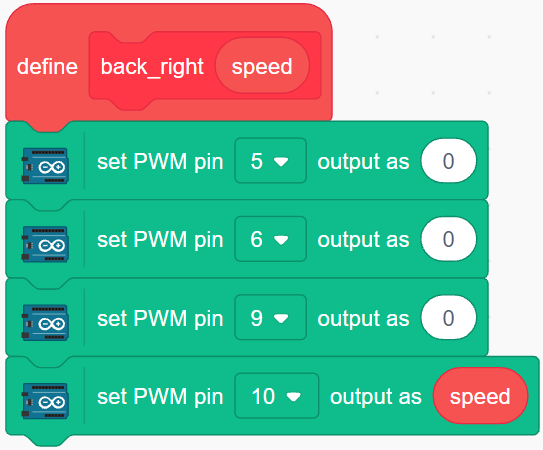 define back_right speed
set PWM pin 5 output as 0
set PWM pin 6 output as 0
set PWM pin 9 output as 0
set PWM pin 10 output as speed